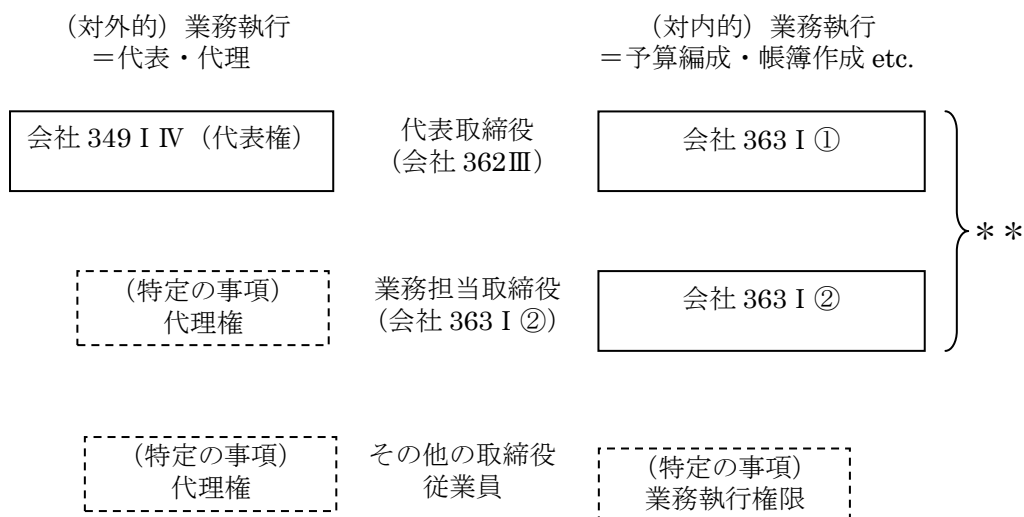 (対外的)業務執行
=代表・代理
(対内的)業務執行
=予算編成・帳簿作成 etc.
会社 349 I Ⅳ(代表権)
代表取締役
(会社 362Ⅲ)
会社 363 I ①
**
(特定の事項)
代理権
業務担当取締役
(会社 363 I ②)
会社 363 I ②
(特定の事項)
代理権
その他の取締役
従業員
(特定の事項)
業務執行権限